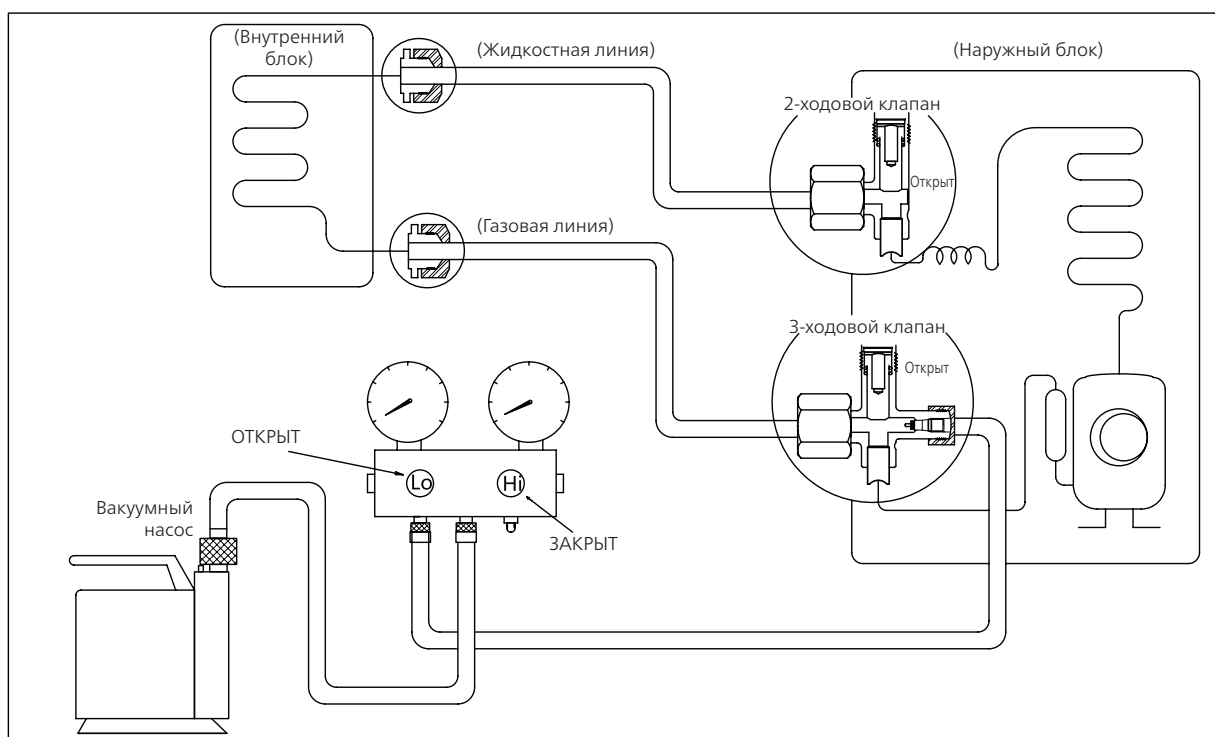 (Внутренний
блок)
(Жидкостная линия)
(Наружный блок)
2-ходовой клапан
Открыт
(Газовая линия)
3-ходовой клапан
Открыт
ОТКРЫТ
Lo
Hi
ЗАКРЫТ
Вакуумный
насос